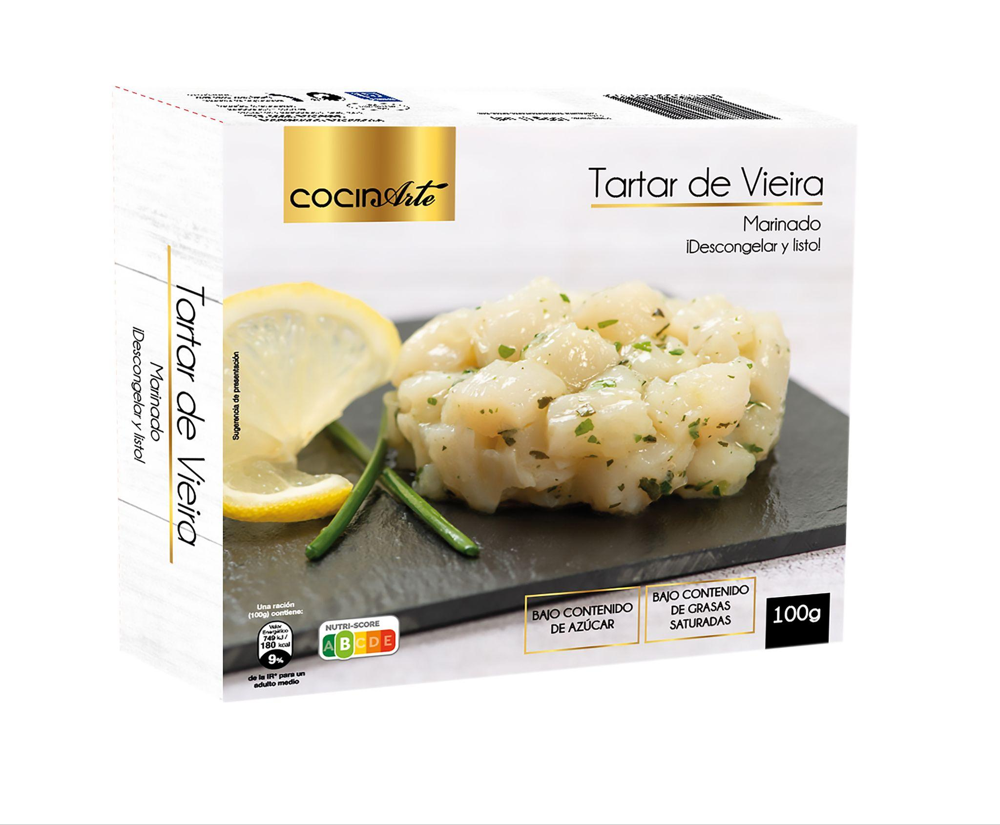 cocinArte
Tartar de Vieira
Marinado
¡Descongelar y listo!
Tartar de Vieira
Marinado
¡Descongelar y listo!
Sugerencia de presentación
Una ración
(100g) contiene:
Valor
Energético
749 kJ /
180 kcal
9%
de la IR* para un
adulto medio
NUTRI-SCORE
A B C D E
BAJO CONTENIDO
DE AZÚCAR
BAJO CONTENIDO
DE GRASAS
SATURADAS
100g